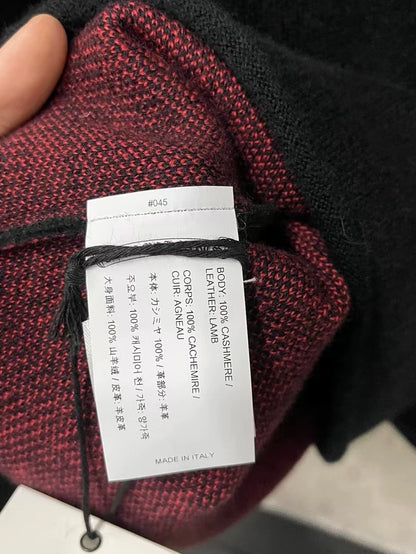 #045
BODY: 100% CASHMERE /
LEATHER: LAMB
CORPS: 100% CACHEMIRE /
CUIR: AGNEAU
本体: カシミヤ 100% / 革部分: 羊革
주요부: 100% 캐시미어 천 / 가죽: 양가죽
大身面料: 100% 山羊绒 / 皮革: 羊皮革
MADE IN ITALY